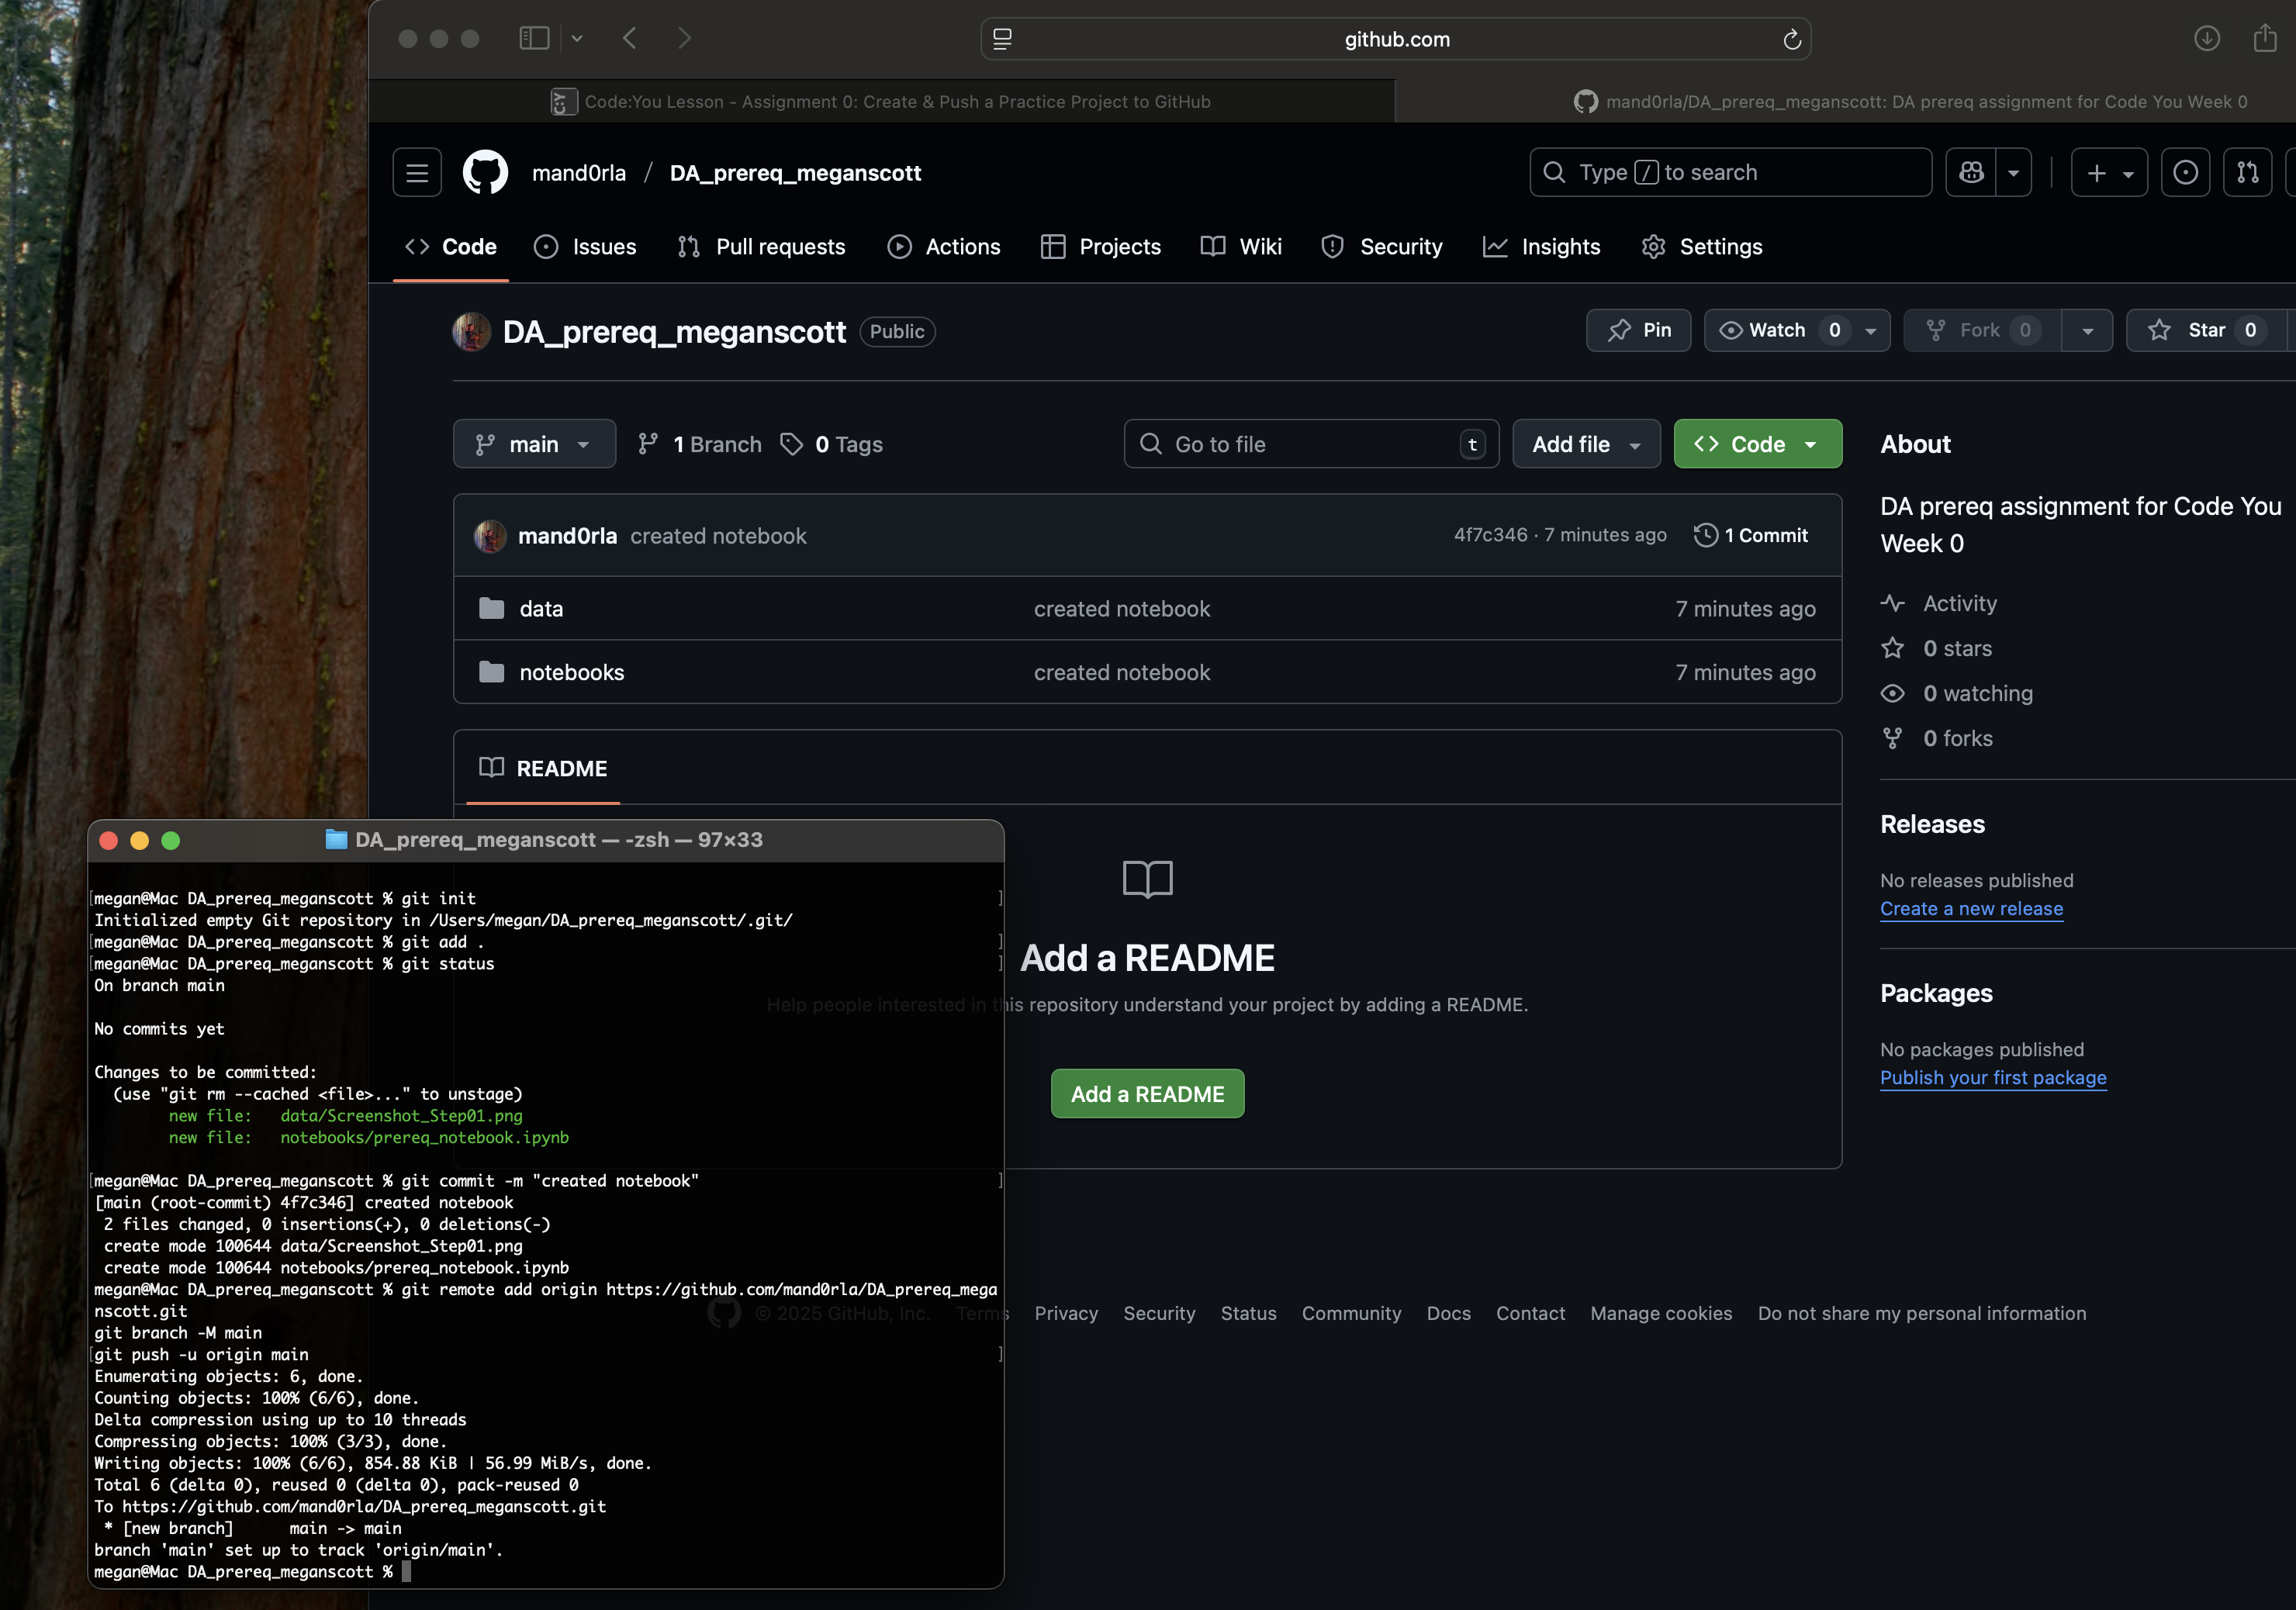 github.com
Code:You Lesson - Assignment 0: Create & Push a Practice Project to GitHub
mand0rla/DA_prereq_meganscott: DA prereq assignment for Code You Week 0
mand0rla / DA_prereq_meganscott
Type / to search
Code
Issues
Pull requests
Actions
Projects
Wiki
Security
Insights
Settings
DA_prereq_meganscott Public
Pin
Watch 0
Fork 0
Star 0
main
1 Branch
0 Tags
Go to file t
Add file
Code
mand0rla created notebook
4f7c346 · 7 minutes ago
1 Commit
data created notebook 7 minutes ago
notebooks created notebook 7 minutes ago
README
Add a README
Help people interested in this repository understand your project by adding a README.
Add a README
About
DA prereq assignment for Code You
Week 0
Activity
0 stars
0 watching
0 forks
Releases
No releases published
Create a new release
Packages
No packages published
Publish your first package
© 2025 GitHub, Inc.
Terms
Privacy
Security
Status
Community
Docs
Contact
Manage cookies
Do not share my personal information
DA_prereq_meganscott — -zsh — 97×33
[megan@Mac DA_prereq_meganscott % git init ]
Initialized empty Git repository in /Users/megan/DA_prereq_meganscott/.git/
[megan@Mac DA_prereq_meganscott % git add . ]
[megan@Mac DA_prereq_meganscott % git status ]
On branch main
No commits yet
Changes to be committed:
(use "git rm --cached <file>..." to unstage)
new file: data/Screenshot_Step01.png
new file: notebooks/prereq_notebook.ipynb
[megan@Mac DA_prereq_meganscott % git commit -m "created notebook" ]
[main (root-commit) 4f7c346] created notebook
2 files changed, 0 insertions(+), 0 deletions(-)
create mode 100644 data/Screenshot_Step01.png
create mode 100644 notebooks/prereq_notebook.ipynb
megan@Mac DA_prereq_meganscott % git remote add origin https://github.com/mand0rla/DA_prereq_mega
nscott.git
git branch -M main
[git push -u origin main ]
Enumerating objects: 6, done.
Counting objects: 100% (6/6), done.
Delta compression using up to 10 threads
Compressing objects: 100% (3/3), done.
Writing objects: 100% (6/6), 854.88 KiB | 56.99 MiB/s, done.
Total 6 (delta 0), reused 0 (delta 0), pack-reused 0
To https://github.com/mand0rla/DA_prereq_meganscott.git
* [new branch] main -> main
branch 'main' set up to track 'origin/main'.
megan@Mac DA_prereq_meganscott %